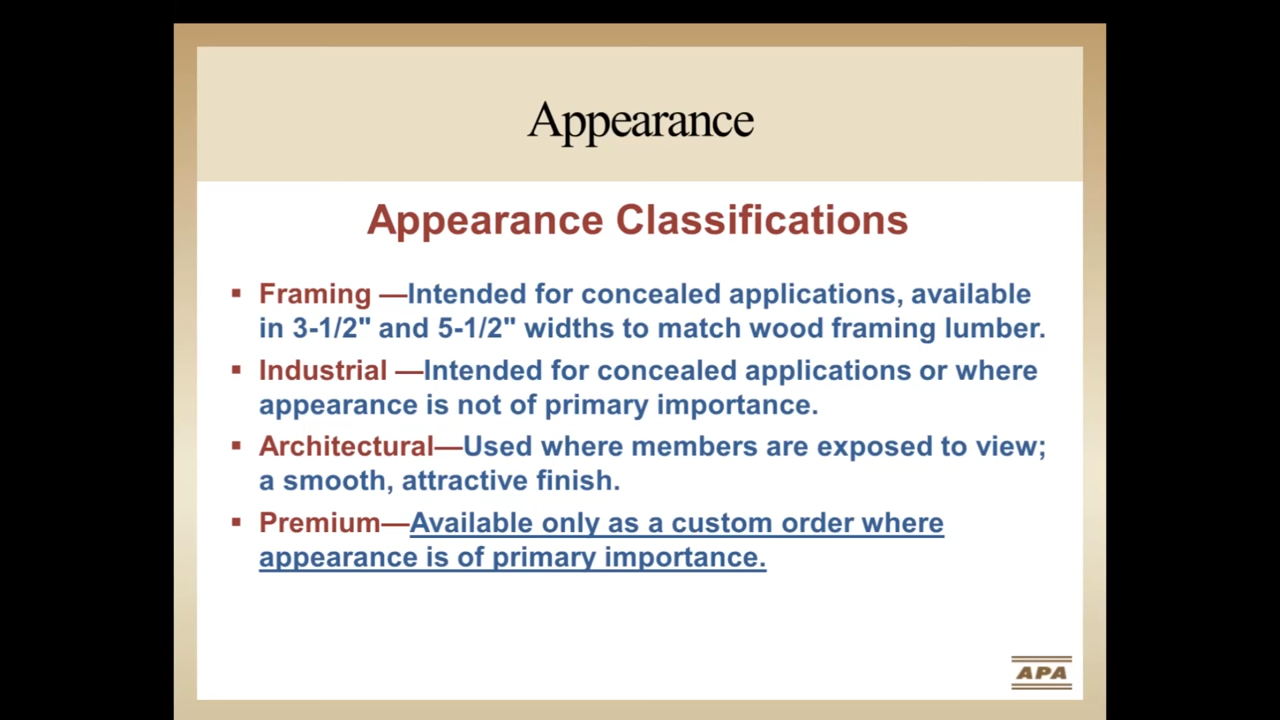 Appearance
Appearance Classifications
▪ Framing —Intended for concealed applications, available
in 3-1/2" and 5-1/2" widths to match wood framing lumber.
▪ Industrial —Intended for concealed applications or where
appearance is not of primary importance.
▪ Architectural—Used where members are exposed to view;
a smooth, attractive finish.
▪ Premium—Available only as a custom order where
appearance is of primary importance.
APA